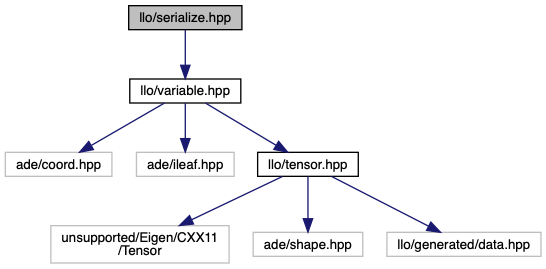 llo/serialize.hpp
llo/variable.hpp
ade/coord.hpp
ade/ileaf.hpp
llo/tensor.hpp
unsupported/Eigen/CXX11
/Tensor
ade/shape.hpp
llo/generated/data.hpp